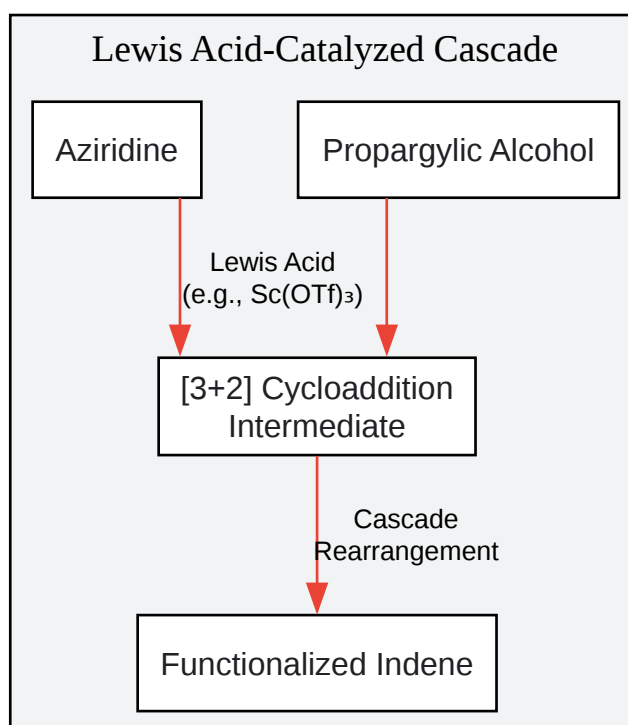 Lewis Acid-Catalyzed Cascade
Aziridine
Propargylic Alcohol
Lewis Acid
(e.g., Sc(OTf)₃)
[3+2] Cycloaddition
Intermediate
Cascade
Rearrangement
Functionalized Indene